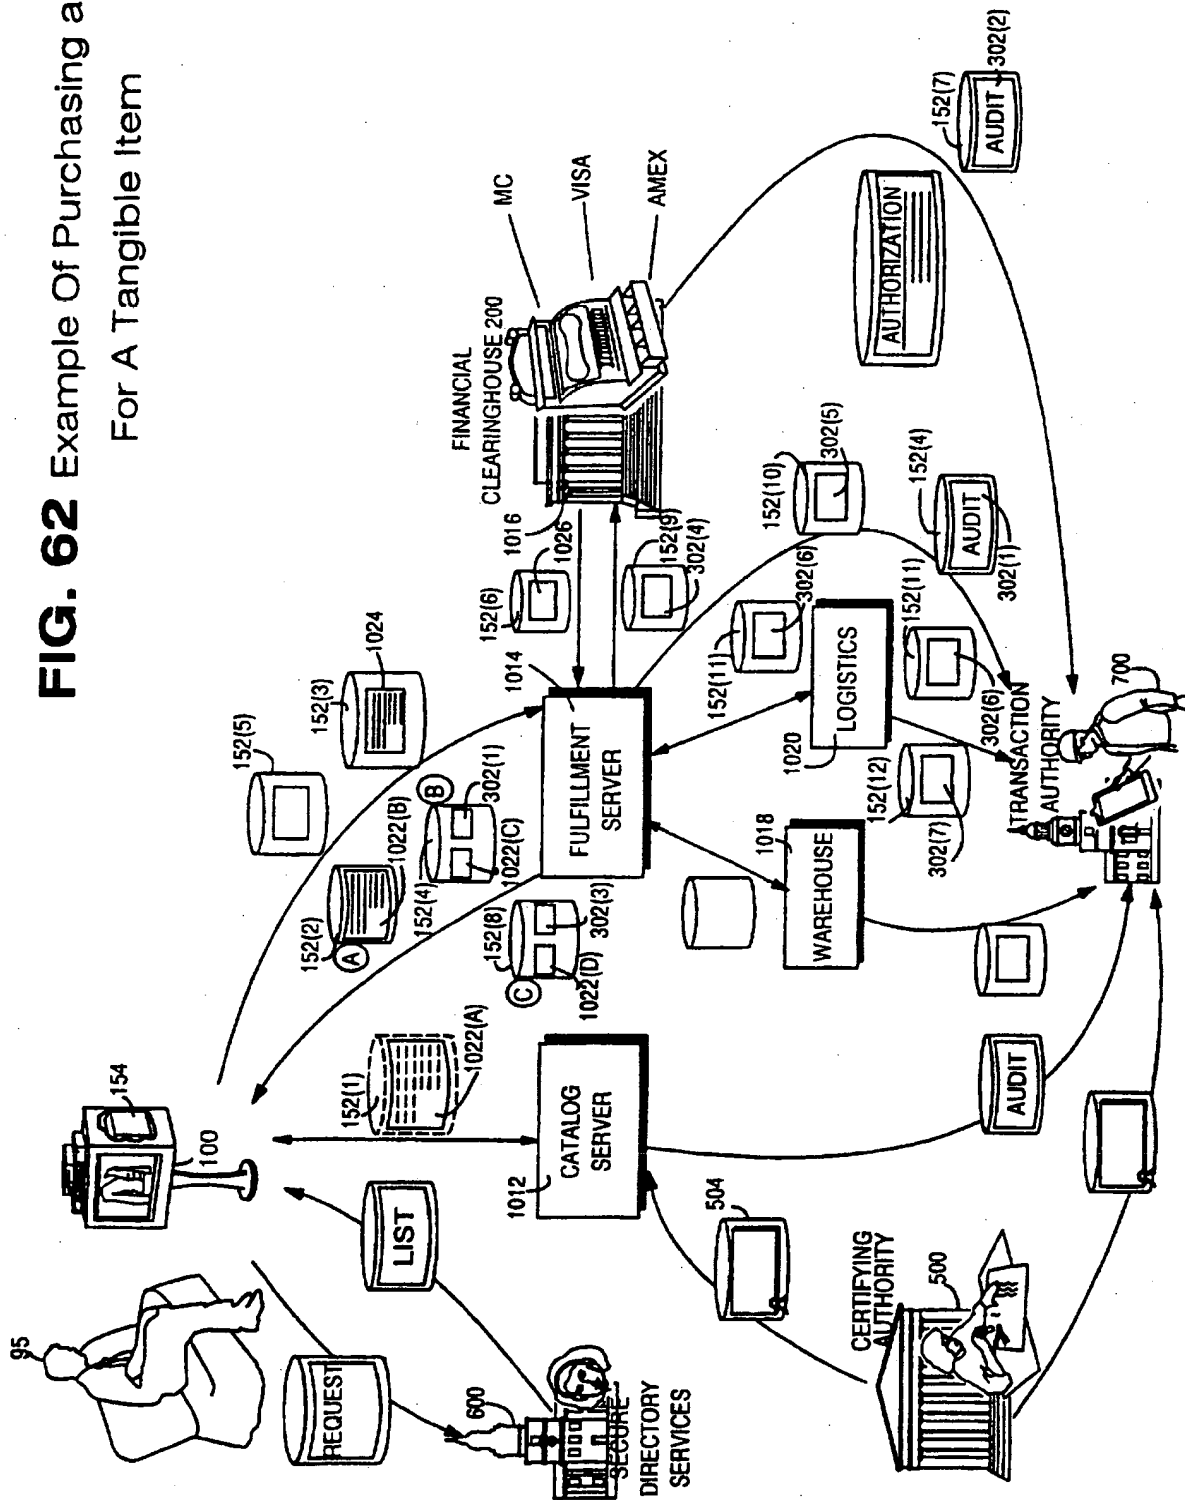 FIG. 62 Example Of Purchasing a
For A Tangible Item
95
REQUEST
600
SECURE
DIRECTORY
SERVICES
LIST
100
154
152(1)
1022(A)
CATALOG
SERVER
1012
504
CERTIFYING
AUTHORITY
500
152(5)
152(3)
1024
152(2)
A
1022(B)
152(4)
B
302(1)
1022(C)
152(8)
C
302(3)
1022(D)
FULFILLMENT
SERVER
1014
152(6)
1026
152(9)
302(4)
FINANCIAL
CLEARINGHOUSE 200
1016
MC
VISA
AMEX
152(10)
302(5)
152(11)
302(6)
LOGISTICS
1020
WAREHOUSE
1018
152(11)
302(6)
152(12)
302(7)
152(4)
AUDIT
302(1)
AUTHORIZATION
152(7)
AUDIT
302(2)
TRANSACTION
AUTHORITY
700
AUDIT